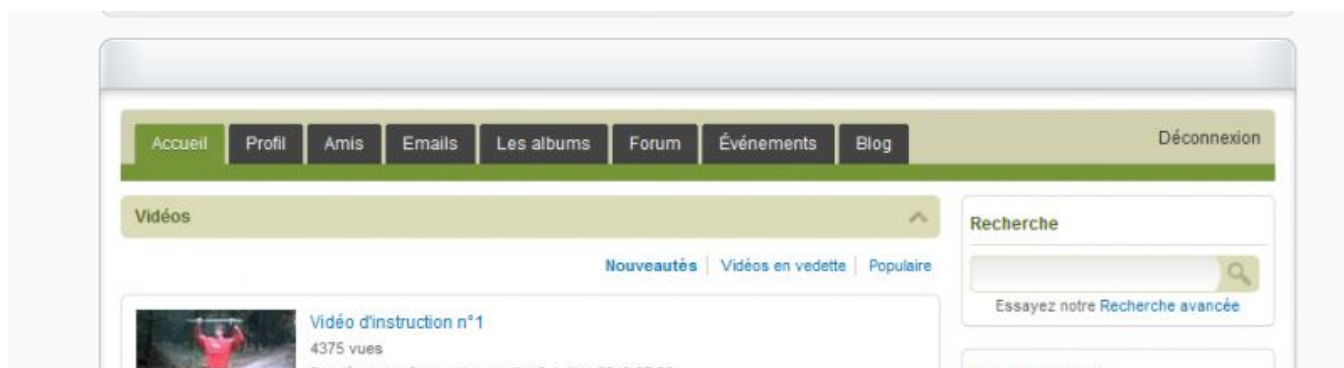 Accueil Profil Amis Emails Les albums Forum Événements Blog Déconnexion
Vidéos
Nouveautés Vidéos en vedette Populaire
Vidéo d'instruction n°1
4375 vues
Recherche
Essayez notre Recherche avancée